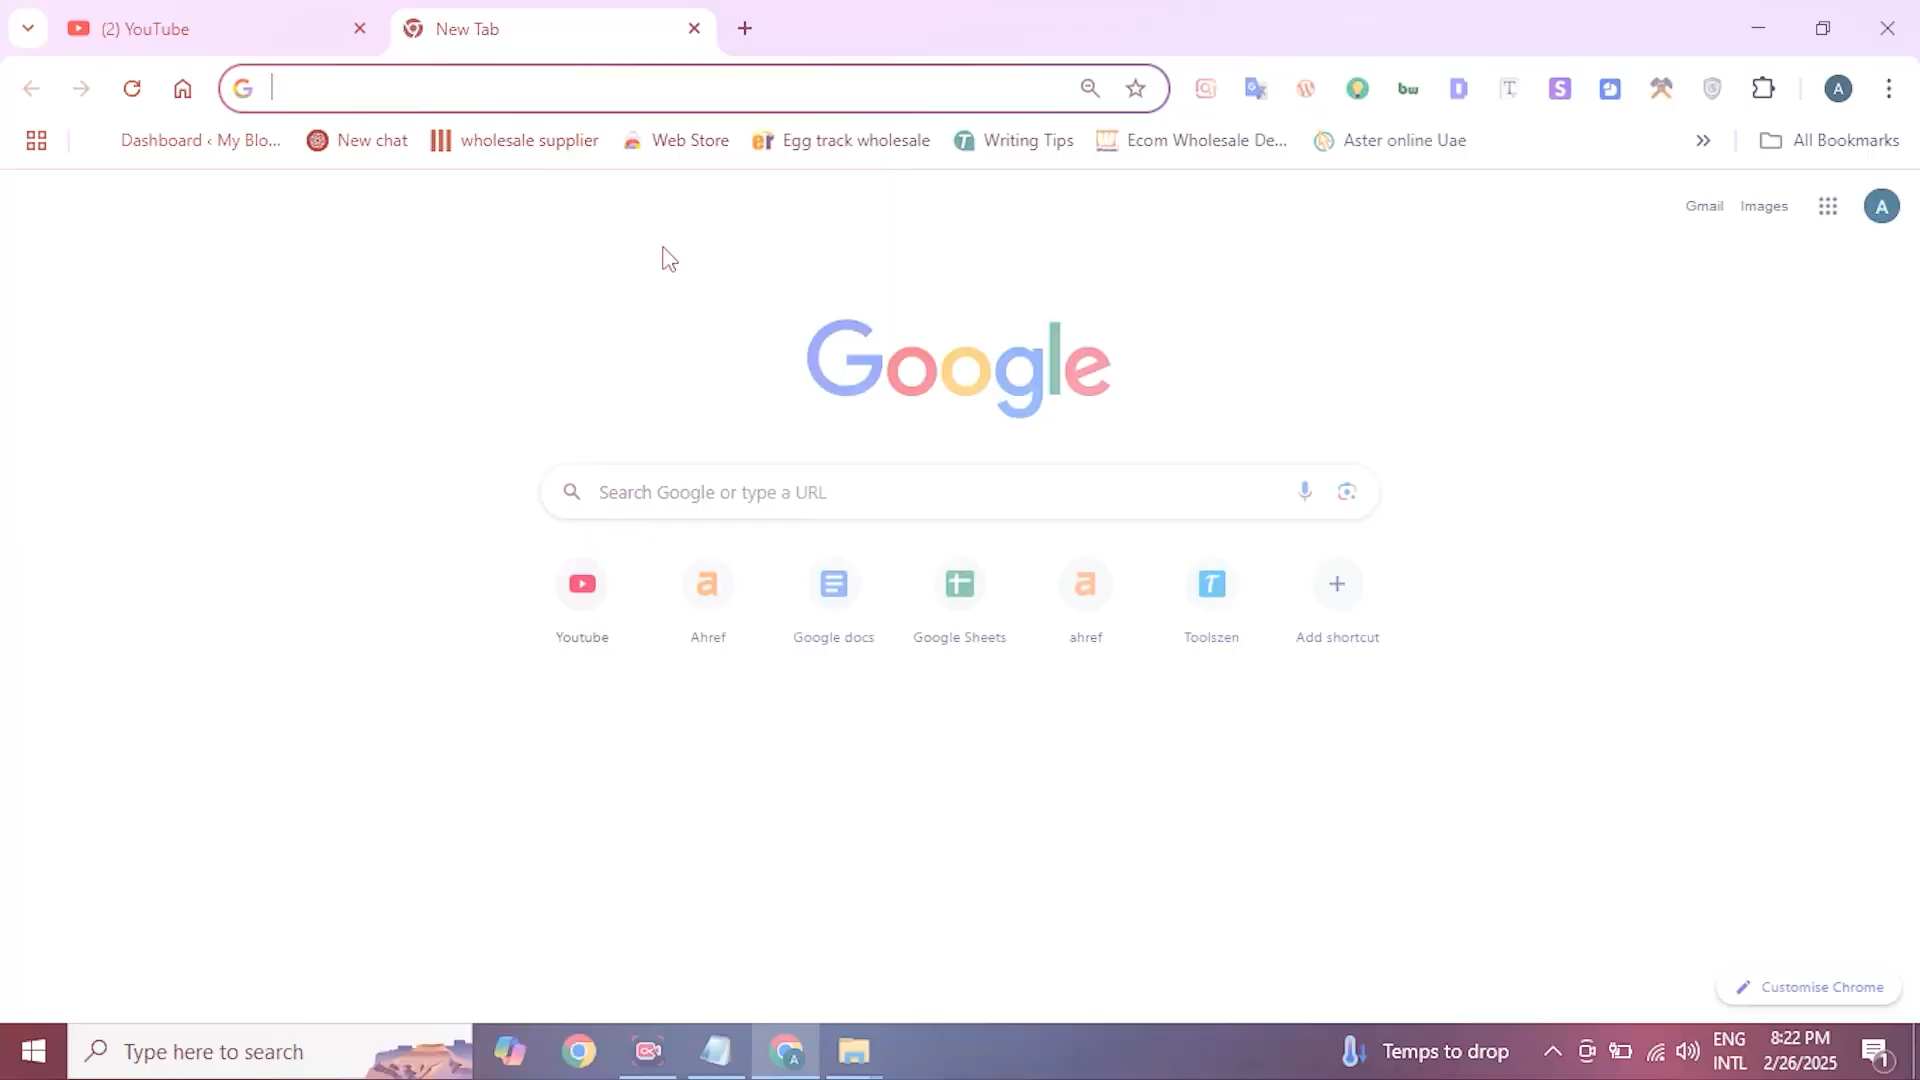 (2) YouTube
New Tab
Dashboard ‹ My Blo...
New chat
wholesale supplier
Web Store
Egg track wholesale
Writing Tips
Ecom Wholesale De...
Aster online Uae
All Bookmarks
Gmail
Images
A
Google
Search Google or type a URL
Youtube
Ahref
Google docs
Google Sheets
ahref
Toolszen
Add shortcut
Customise Chrome
Type here to search
Temps to drop
ENG
INTL
8:22 PM
2/26/2025
1